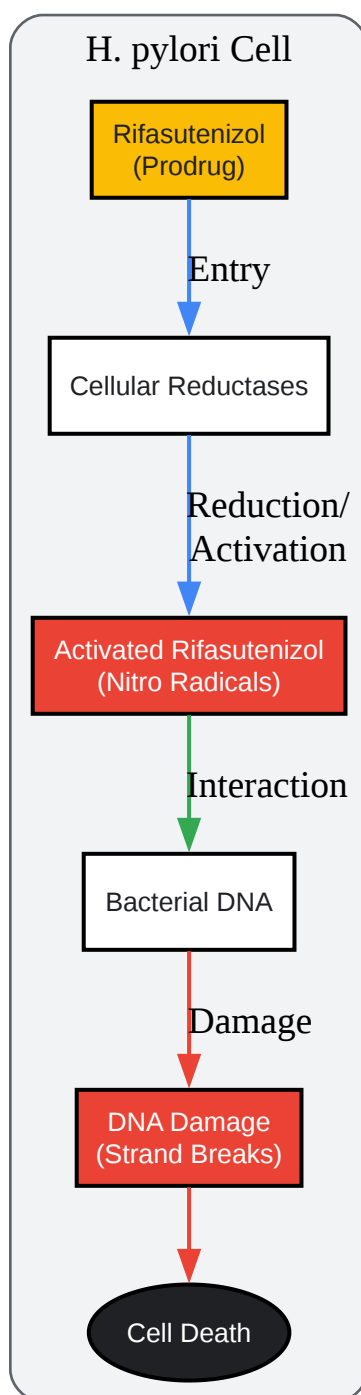 H. pylori Cell
Rifasutenizol
(Prodrug)
Entry
Cellular Reductases
Reduction/
Activation
Activated Rifasutenizol
(Nitro Radicals)
Interaction
Bacterial DNA
Damage
DNA Damage
(Strand Breaks)
Cell Death